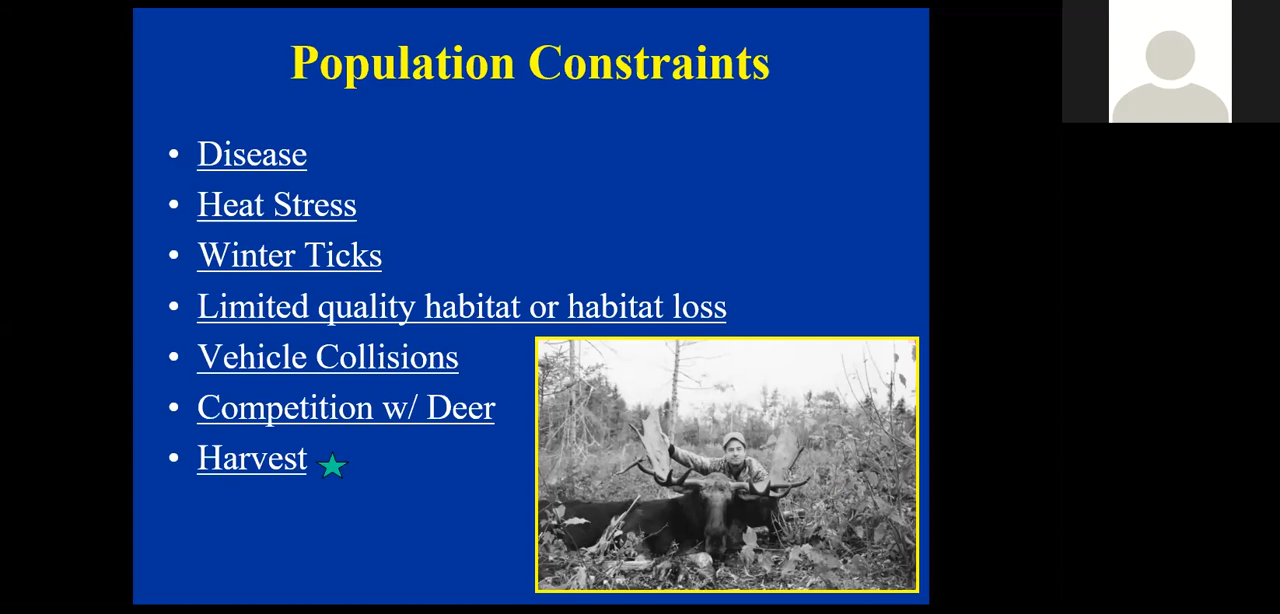 Population Constraints
• Disease
• Heat Stress
• Winter Ticks
• Limited quality habitat or habitat loss
• Vehicle Collisions
• Competition w/ Deer
• Harvest